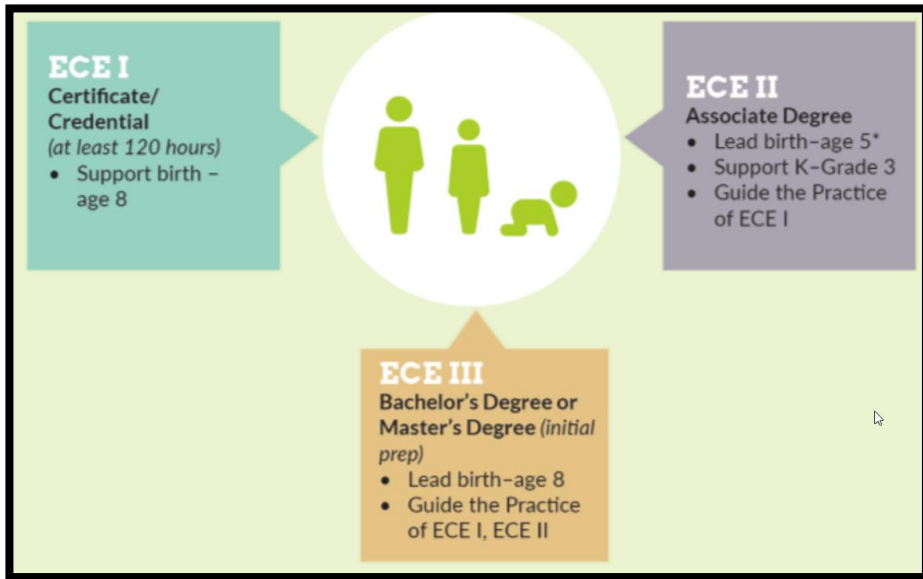 ECE I
Certificate/
Credential
(at least 120 hours)
• Support birth –
age 8
ECE II
Associate Degree
• Lead birth–age 5*
• Support K–Grade 3
• Guide the Practice
of ECE I
ECE III
Bachelor's Degree or
Master's Degree (initial
prep)
• Lead birth–age 8
• Guide the Practice
of ECE I, ECE II